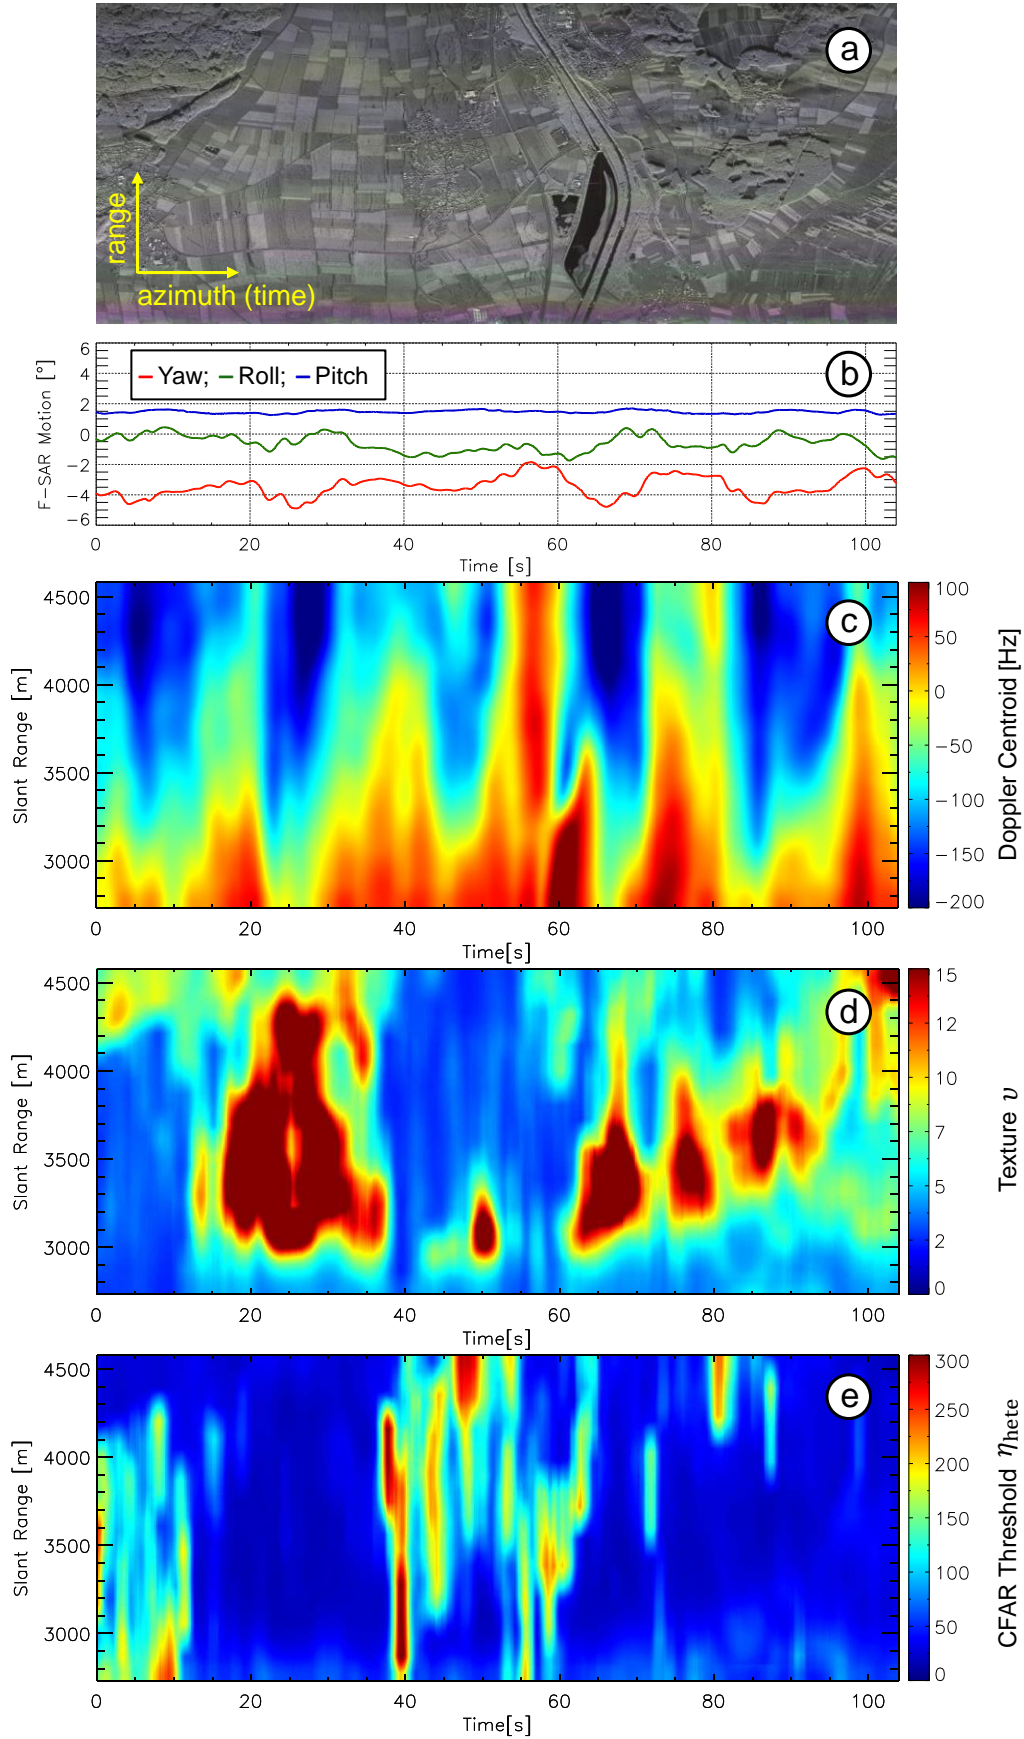 a
range
azimuth (time)
6
4
2
0
−2
−4
−6
F−SAR Motion [°]
Yaw; Roll; Pitch
b
0 20 40 60 80 100
Time [s]
4500
4000
3500
3000
Slant Range [m]
c
0 20 40 60 80 100
Time[s]
100
50
0
−50
−100
−150
−200
Doppler Centroid [Hz]
4500
4000
3500
3000
Slant Range [m]
d
0 20 40 60 80 100
Time[s]
15
12
10
7
5
2
0
Texture υ
4500
4000
3500
3000
Slant Range [m]
e
0 20 40 60 80 100
Time[s]
300
250
200
150
100
50
0
CFAR Threshold ηhete